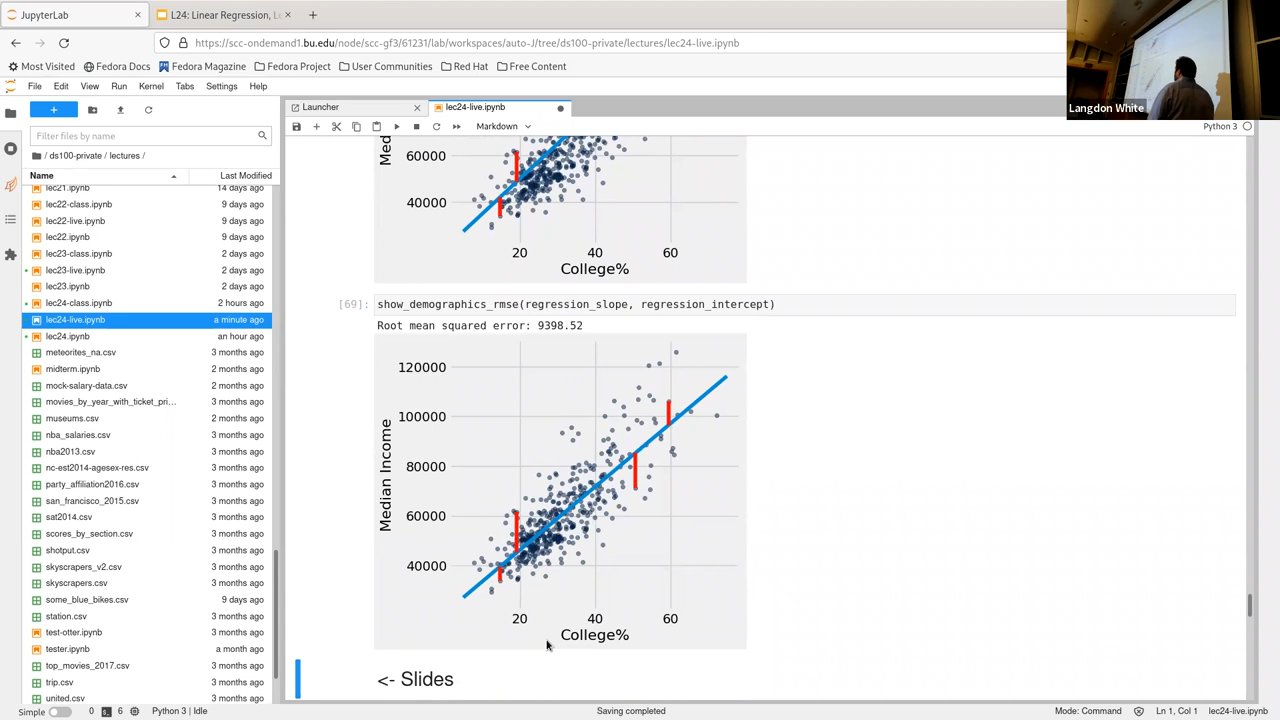 JupyterLab
L24: Linear Regression, Le
https://scc-ondemand1.bu.edu/node/scc-gf3/61231/lab/workspaces/auto-J/tree/ds100-private/lectures/lec24-live.ipynb
Most Visited
Fedora Docs
Fedora Magazine
Fedora Project
User Communities
Red Hat
Free Content
Langdon White
File Edit View Run Kernel Tabs Settings Help
Launcher
lec24-live.ipynb
Markdown
Python 3
Filter files by name
/ ds100-private / lectures /
Name Last Modified
lec21.ipynb 14 days ago
lec22-class.ipynb 9 days ago
lec22-live.ipynb 9 days ago
lec22.ipynb 9 days ago
lec23-class.ipynb 2 days ago
lec23-live.ipynb 2 days ago
lec23.ipynb 2 days ago
lec24-class.ipynb 2 hours ago
lec24-live.ipynb a minute ago
lec24.ipynb an hour ago
meteorites_na.csv 3 months ago
midterm.ipynb 2 months ago
mock-salary-data.csv 2 months ago
movies_by_year_with_ticket_pri... 3 months ago
museums.csv 2 months ago
nba_salaries.csv 3 months ago
nba2013.csv 3 months ago
nc-est2014-agesex-res.csv 3 months ago
party_affiliation2016.csv 3 months ago
san_francisco_2015.csv 3 months ago
sat2014.csv 3 months ago
scores_by_section.csv 3 months ago
shotput.csv 3 months ago
skyscrapers_v2.csv 3 months ago
skyscrapers.csv 3 months ago
some_blue_bikes.csv 9 days ago
station.csv 3 months ago
test-otter.ipynb 3 months ago
tester.ipynb a month ago
top_movies_2017.csv 3 months ago
trip.csv 3 months ago
united.csv 3 months ago
Med
60000
40000
20 40 60
College%
[69]: show_demographics_rmse(regression_slope, regression_intercept)
Root mean squared error: 9398.52
120000
100000
80000
60000
40000
Median Income
20 40 60
College%
<- Slides
Simple 0 6 Python 3 | Idle
Saving completed
Mode: Command
Ln 1, Col 1
lec24-live.ipynb